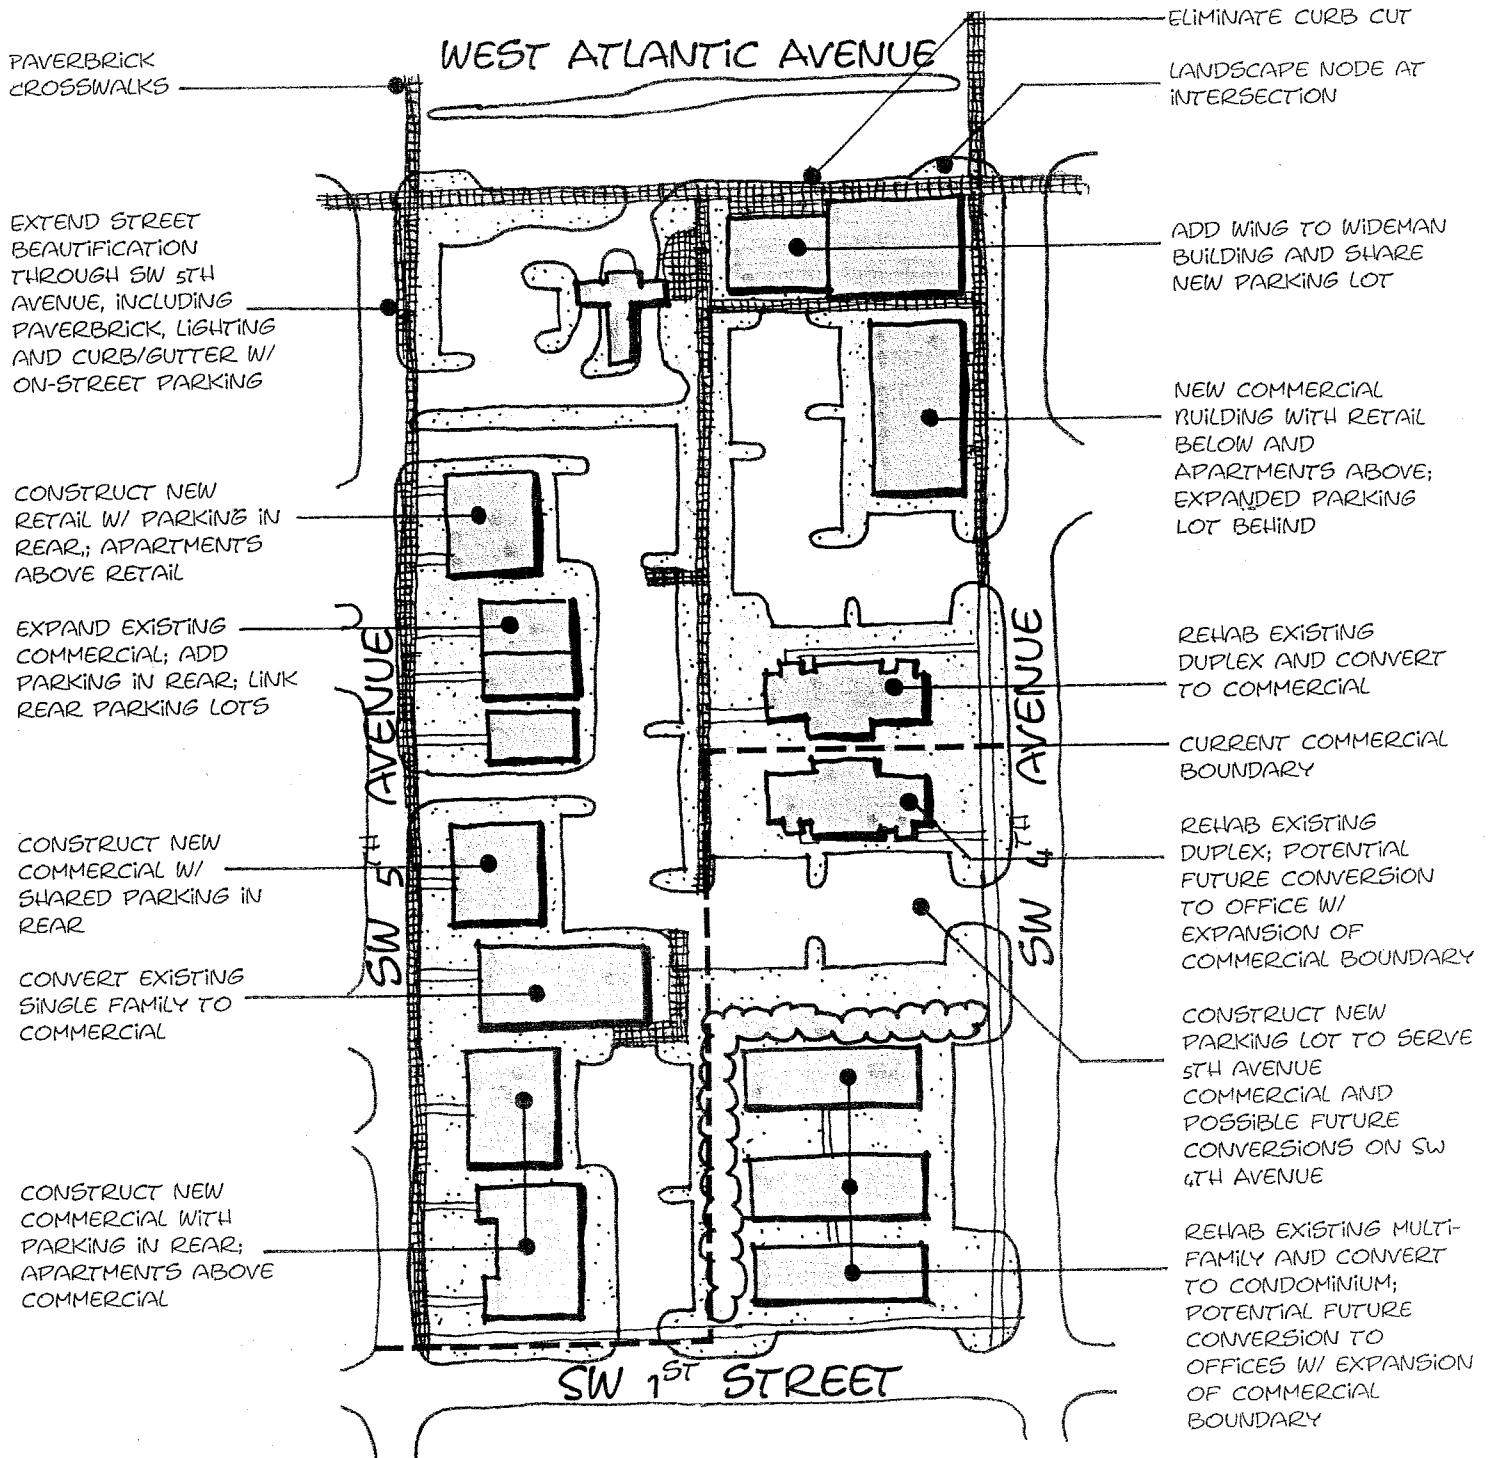 WEST ATLANTIC AVENUE
PAVERBRICK
CROSSWALKS
EXTEND STREET
BEAUTIFICATION
THROUGH SW 5TH
AVENUE, INCLUDING
PAVERBRICK, LIGHTING
AND CURB/GUTTER W/
ON-STREET PARKING
CONSTRUCT NEW
RETAIL W/ PARKING IN
REAR,; APARTMENTS
ABOVE RETAIL
EXPAND EXISTING
COMMERCIAL; ADD
PARKING IN REAR; LINK
REAR PARKING LOTS
CONSTRUCT NEW
COMMERCIAL W/
SHARED PARKING IN
REAR
CONVERT EXISTING
SINGLE FAMILY TO
COMMERCIAL
CONSTRUCT NEW
COMMERCIAL WITH
PARKING IN REAR;
APARTMENTS ABOVE
COMMERCIAL
SW 5TH AVENUE
SW 4TH AVENUE
SW 1ST STREET
ELIMINATE CURB CUT
LANDSCAPE NODE AT
INTERSECTION
ADD WING TO WIDEMAN
BUILDING AND SHARE
NEW PARKING LOT
NEW COMMERCIAL
BUILDING WITH RETAIL
BELOW AND
APARTMENTS ABOVE;
EXPANDED PARKING
LOT BEHIND
REHAB EXISTING
DUPLEX AND CONVERT
TO COMMERCIAL
CURRENT COMMERCIAL
BOUNDARY
REHAB EXISTING
DUPLEX; POTENTIAL
FUTURE CONVERSION
TO OFFICE W/
EXPANSION OF
COMMERCIAL BOUNDARY
CONSTRUCT NEW
PARKING LOT TO SERVE
5TH AVENUE
COMMERCIAL AND
POSSIBLE FUTURE
CONVERSIONS ON SW
4TH AVENUE
REHAB EXISTING MULTI-
FAMILY AND CONVERT
TO CONDOMINIUM;
POTENTIAL FUTURE
CONVERSION TO
OFFICES W/ EXPANSION
OF COMMERCIAL
BOUNDARY